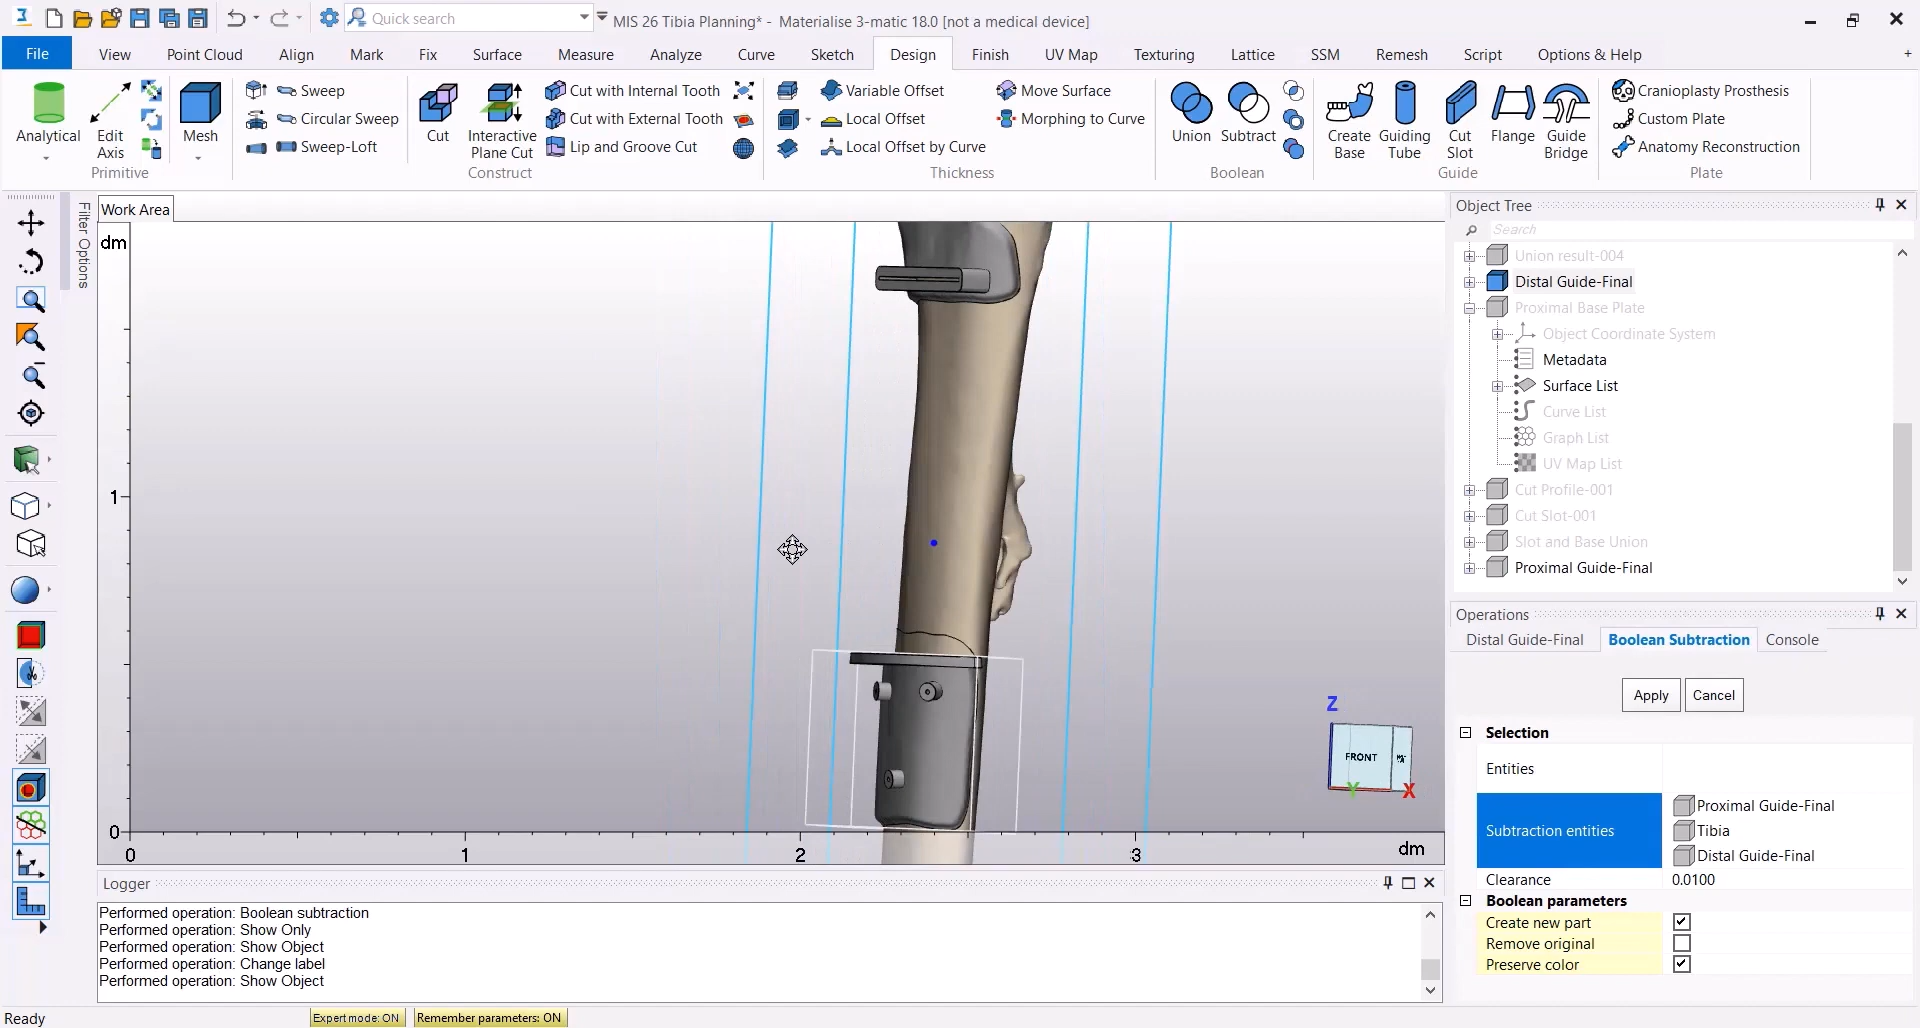 Quick search
MIS 26 Tibia Planning* - Materialise 3-matic 18.0 [not a medical device]
File View Point Cloud Align Mark Fix Surface Measure Analyze Curve Sketch Design Finish UV Map Texturing Lattice SSM Remesh Script Options & Help
Analytical
Edit Axis
Mesh
Primitive
Sweep
Circular Sweep
Sweep-Loft
Cut
Interactive Plane Cut
Cut with Internal Tooth
Cut with External Tooth
Lip and Groove Cut
Construct
Variable Offset
Local Offset
Local Offset by Curve
Move Surface
Morphing to Curve
Thickness
Union
Subtract
Boolean
Create Base
Guiding Tube
Cut Slot
Flange
Guide Bridge
Guide
Cranioplasty Prosthesis
Custom Plate
Anatomy Reconstruction
Plate
Filter Options
Work Area
dm
1
0
0 1 2 3 dm
Z
FRONT
Y
X
Logger
Performed operation: Boolean subtraction
Performed operation: Show Only
Performed operation: Show Object
Performed operation: Change label
Performed operation: Show Object
Object Tree
Search
Union result-004
Distal Guide-Final
Proximal Base Plate
Object Coordinate System
Metadata
Surface List
Curve List
Graph List
UV Map List
Cut Profile-001
Cut Slot-001
Slot and Base Union
Proximal Guide-Final
Operations
Distal Guide-Final Boolean Subtraction Console
Apply Cancel
Selection
Entities
Subtraction entities
Proximal Guide-Final
Tibia
Distal Guide-Final
Clearance 0.0100
Boolean parameters
Create new part
Remove original
Preserve color
Ready
Expert mode: ON
Remember parameters: ON